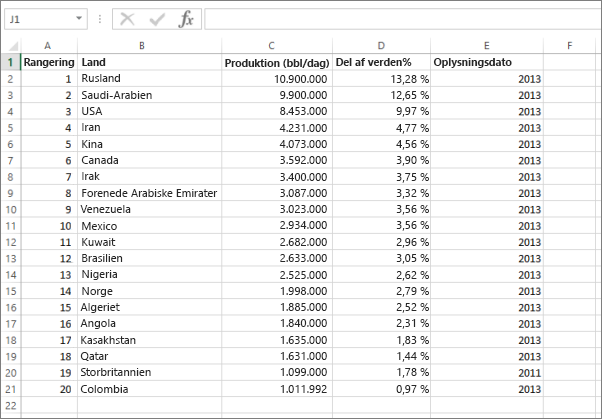 J1 fx
A B C D E F
1 Rangering Land Produktion (bbl/dag) Del af verden% Oplysningsdato
2 1 Rusland 10.900.000 13,28 % 2013
3 2 Saudi-Arabien 9.900.000 12,65 % 2013
4 3 USA 8.453.000 9,97 % 2013
5 4 Iran 4.231.000 4,77 % 2013
6 5 Kina 4.073.000 4,56 % 2013
7 6 Canada 3.592.000 3,90 % 2013
8 7 Irak 3.400.000 3,75 % 2013
9 8 Forenede Arabiske Emirater 3.087.000 3,32 % 2013
10 9 Venezuela 3.023.000 3,56 % 2013
11 10 Mexico 2.934.000 3,56 % 2013
12 11 Kuwait 2.682.000 2,96 % 2013
13 12 Brasilien 2.633.000 3,05 % 2013
14 13 Nigeria 2.525.000 2,62 % 2013
15 14 Norge 1.998.000 2,79 % 2013
16 15 Algeriet 1.885.000 2,52 % 2013
17 16 Angola 1.840.000 2,31 % 2013
18 17 Kasakhstan 1.635.000 1,83 % 2013
19 18 Qatar 1.631.000 1,44 % 2013
20 19 Storbritannien 1.099.000 1,78 % 2011
21 20 Colombia 1.011.992 0,97 % 2013
22